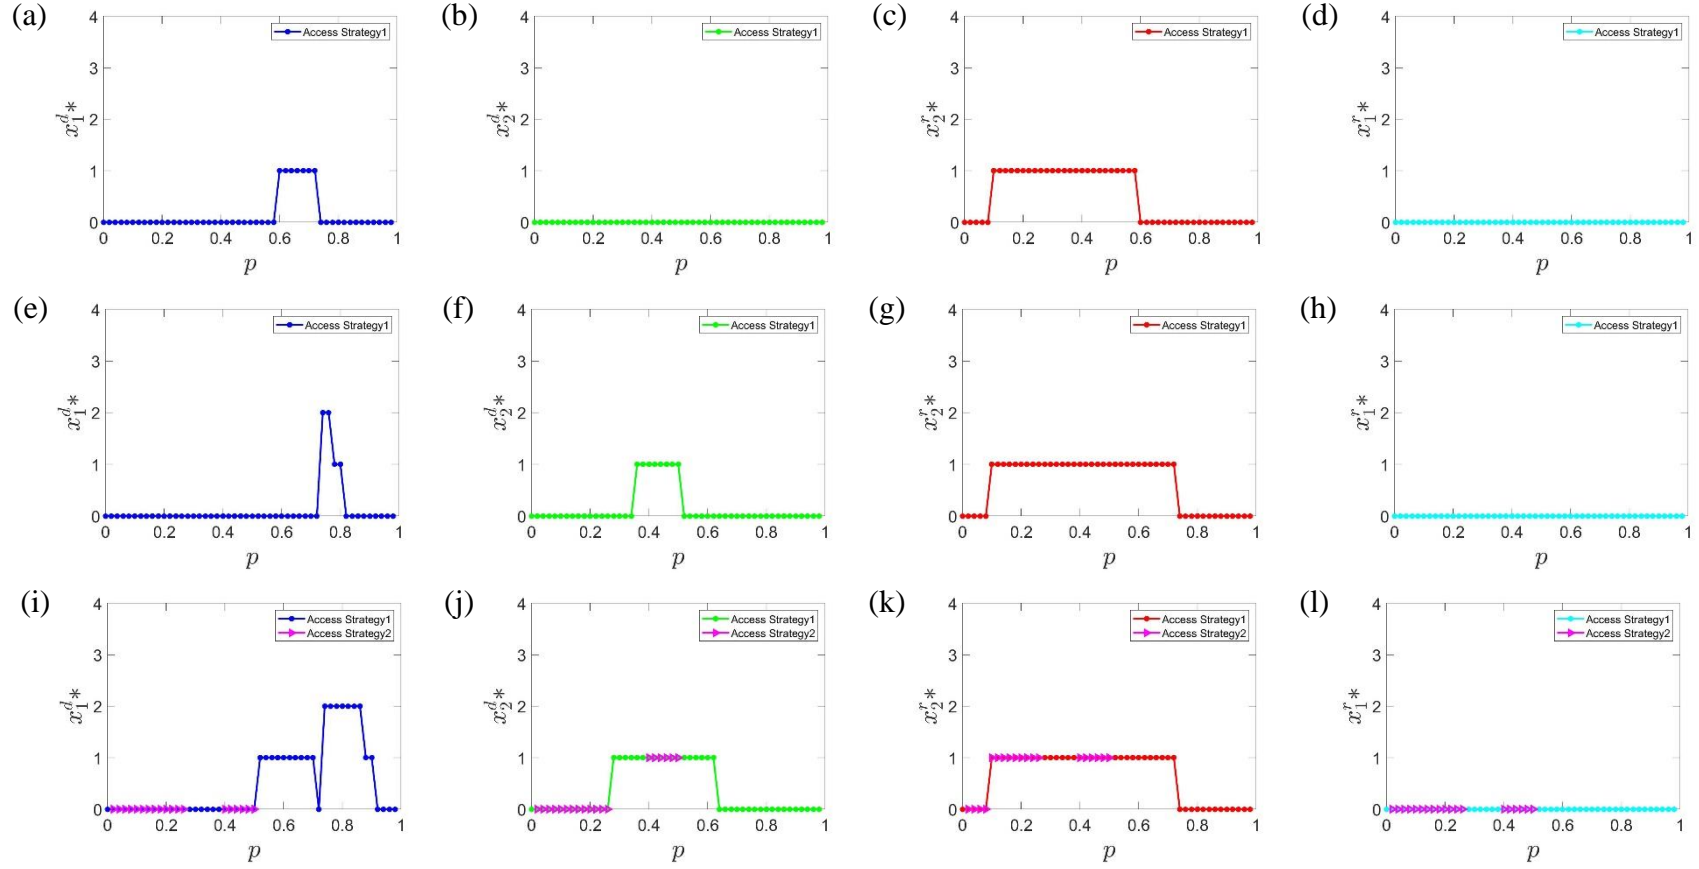 (a)
4
3
2
1
0
0 0.2 0.4 0.6 0.8 1
x₁ᵈ*
p
Access Strategy1
(b)
4
3
2
1
0
0 0.2 0.4 0.6 0.8 1
x₂ᵈ*
p
Access Strategy1
(c)
4
3
2
1
0
0 0.2 0.4 0.6 0.8 1
x₂ʳ*
p
Access Strategy1
(d)
4
3
2
1
0
0 0.2 0.4 0.6 0.8 1
x₁ʳ*
p
Access Strategy1
(e)
4
3
2
1
0
0 0.2 0.4 0.6 0.8 1
x₁ᵈ*
p
Access Strategy1
(f)
4
3
2
1
0
0 0.2 0.4 0.6 0.8 1
x₂ᵈ*
p
Access Strategy1
(g)
4
3
2
1
0
0 0.2 0.4 0.6 0.8 1
x₂ʳ*
p
Access Strategy1
(h)
4
3
2
1
0
0 0.2 0.4 0.6 0.8 1
x₁ʳ*
p
Access Strategy1
(i)
4
3
2
1
0
0 0.2 0.4 0.6 0.8 1
x₁ᵈ*
p
Access Strategy1
Access Strategy2
(j)
4
3
2
1
0
0 0.2 0.4 0.6 0.8 1
x₂ᵈ*
p
Access Strategy1
Access Strategy2
(k)
4
3
2
1
0
0 0.2 0.4 0.6 0.8 1
x₂ʳ*
p
Access Strategy1
Access Strategy2
(l)
4
3
2
1
0
0 0.2 0.4 0.6 0.8 1
x₁ʳ*
p
Access Strategy1
Access Strategy2